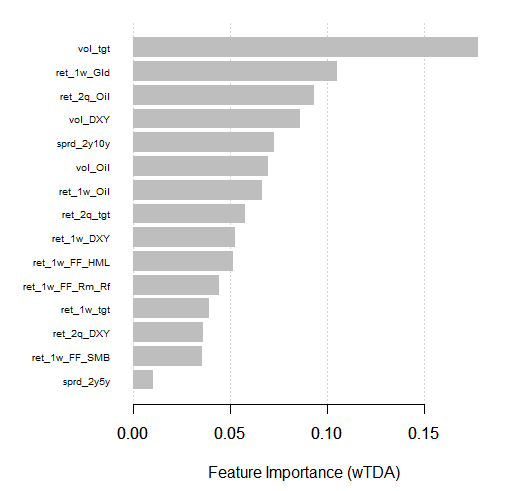 vol_tgt
ret_1w_Gld
ret_2q_Oil
vol_DXY
sprd_2y10y
vol_Oil
ret_1w_Oil
ret_2q_tgt
ret_1w_DXY
ret_1w_FF_HML
ret_1w_FF_Rm_Rf
ret_1w_tgt
ret_2q_DXY
ret_1w_FF_SMB
sprd_2y5y
0.00 0.05 0.10 0.15
Feature Importance (wTDA)